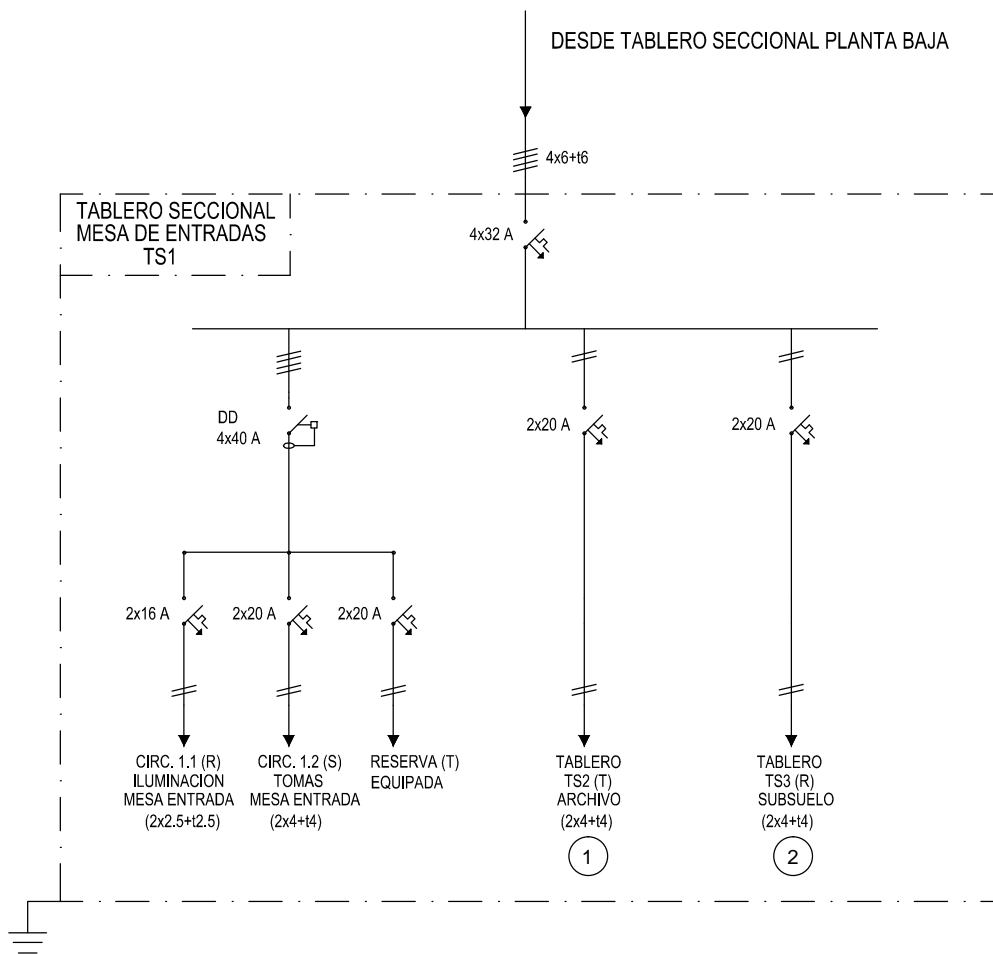 DESDE TABLERO SECCIONAL PLANTA BAJA
4x6+t6
TABLERO SECCIONAL
MESA DE ENTRADAS
TS1
4x32 A
DD
4x40 A
2x20 A
2x20 A
2x16 A
2x20 A
2x20 A
CIRC. 1.1 (R)
ILUMINACION
MESA ENTRADA
(2x2.5+t2.5)
CIRC. 1.2 (S)
TOMAS
MESA ENTRADA
(2x4+t4)
RESERVA (T)
EQUIPADA
TABLERO
TS2 (T)
ARCHIVO
(2x4+t4)
1
TABLERO
TS3 (R)
SUBSUELO
(2x4+t4)
2